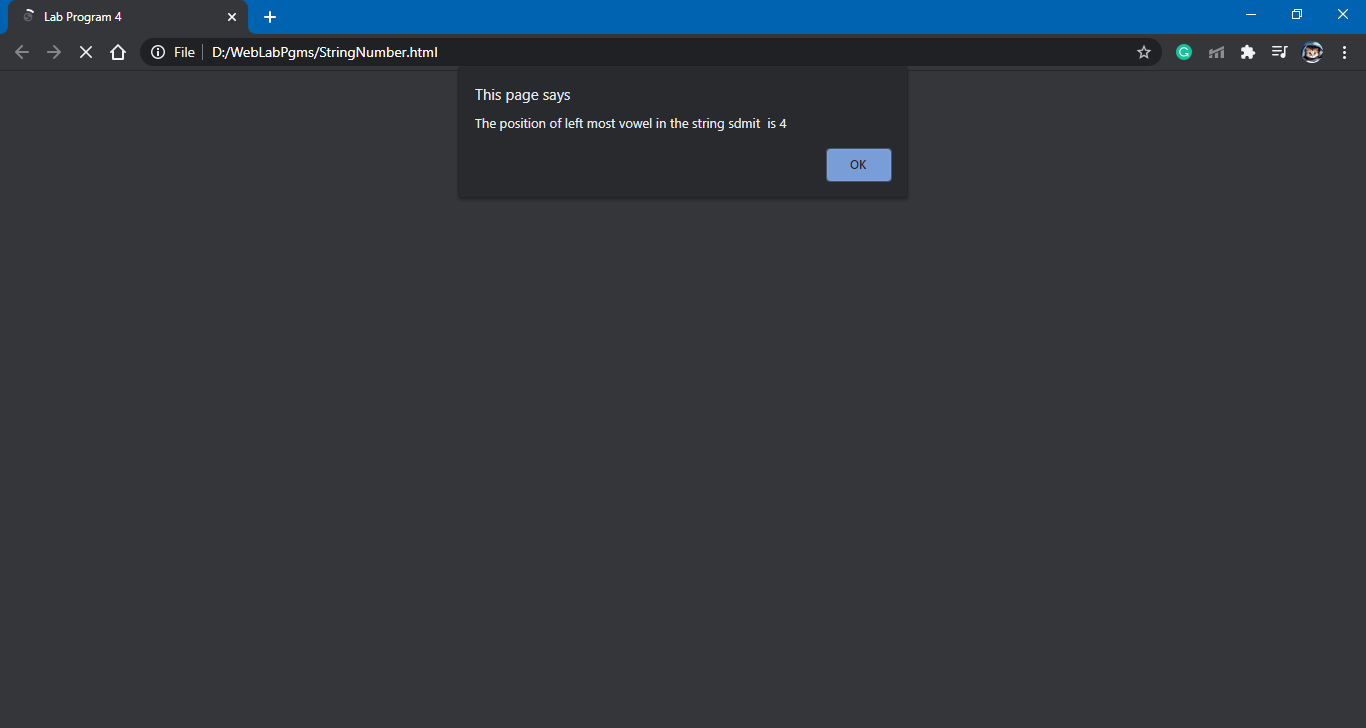 Lab Program 4
File D:/WebLabPgms/StringNumber.html
This page says
The position of left most vowel in the string sdmit  is 4
OK